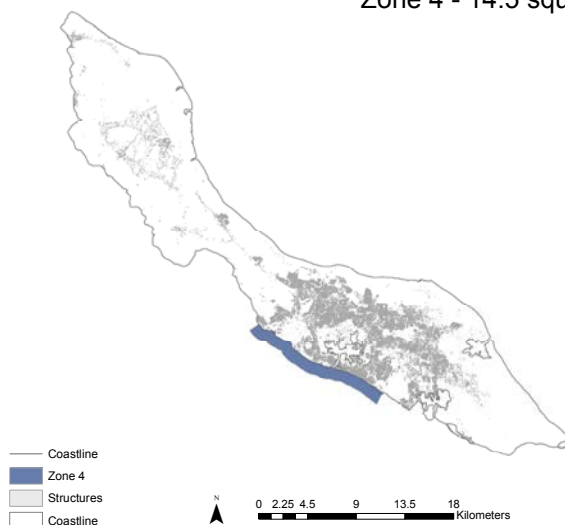 Zone 4 - 14.5
Coastline
Zone 4
Structures
Coastline
N
0 2.25 4.5 9 13.5 18
Kilometers